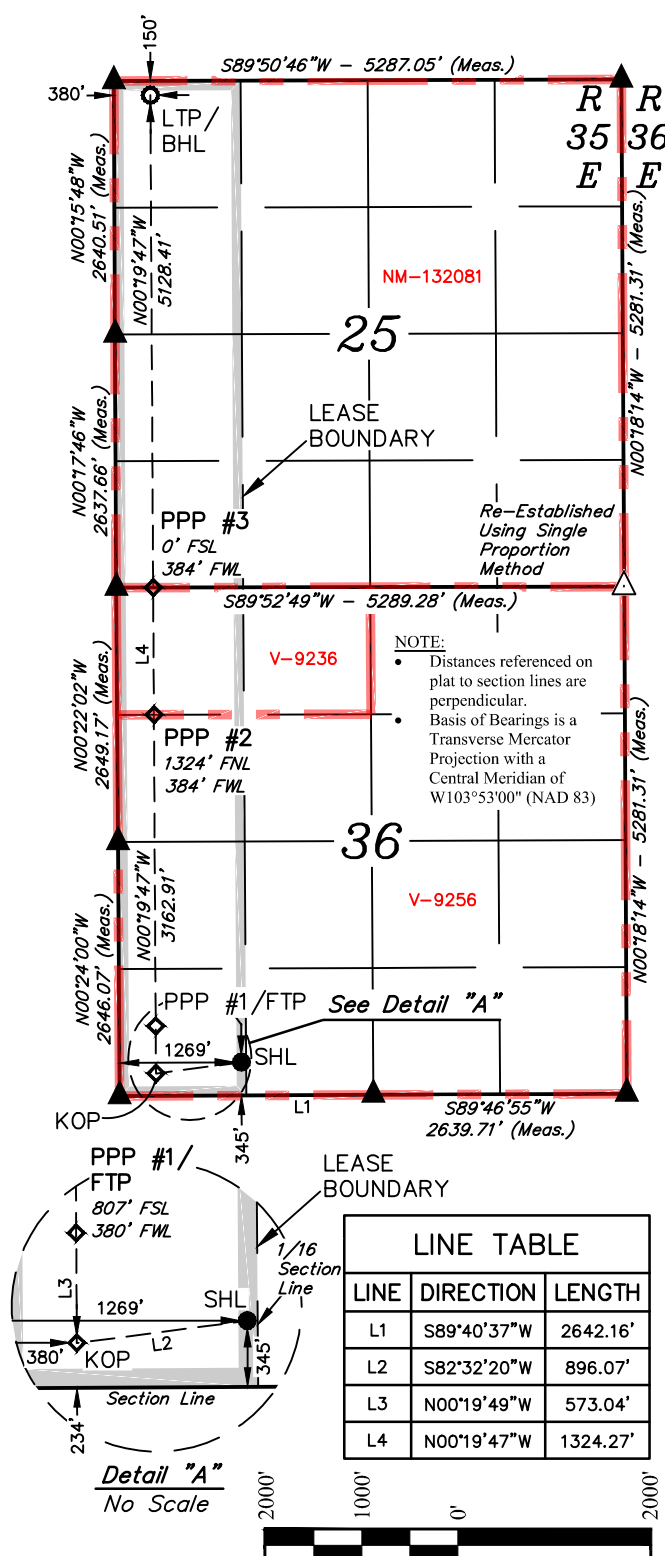 150'
S89°50'46"W - 5287.05' (Meas.)
380'
LTP/
BHL
R R
35 36
E E
N00°15'48"W
2640.51' (Meas.)
N00°19'47"W
5128.41'
NM-132081
N00°18'14"W - 5281.31' (Meas.)
25
LEASE
BOUNDARY
N00°17'46"W
2637.66' (Meas.)
PPP #3
0' FSL
384' FWL
Re-Established
Using Single
Proportion
Method
S89°52'49"W - 5289.28' (Meas.)
L4
V-9236
NOTE:
• Distances referenced on
plat to section lines are
perpendicular.
• Basis of Bearings is a
Transverse Mercator
Projection with a
Central Meridian of
W103°53'00" (NAD 83)
N00°22'02"W
2649.17' (Meas.)
PPP #2
1324' FNL
384' FWL
36
N00°18'14"W - 5281.31' (Meas.)
N00°19'47"W
3162.91'
V-9256
N00°24'00"W
2646.07' (Meas.)
PPP #1/FTP
See Detail "A"
1269'
SHL
KOP
L1
S89°46'55"W
2639.71' (Meas.)
345'
PPP #1/
FTP
807' FSL
380' FWL
LEASE
BOUNDARY
1/16
Section
Line
L3
1269'
SHL
L2
380'
KOP
345'
Section Line
234'
Detail "A"
No Scale
LINE TABLE
LINE DIRECTION LENGTH
L1 S89°40'37"W 2642.16'
L2 S82°32'20"W 896.07'
L3 N00°19'49"W 573.04'
L4 N00°19'47"W 1324.27'
2000' 1000' 0' 2000'